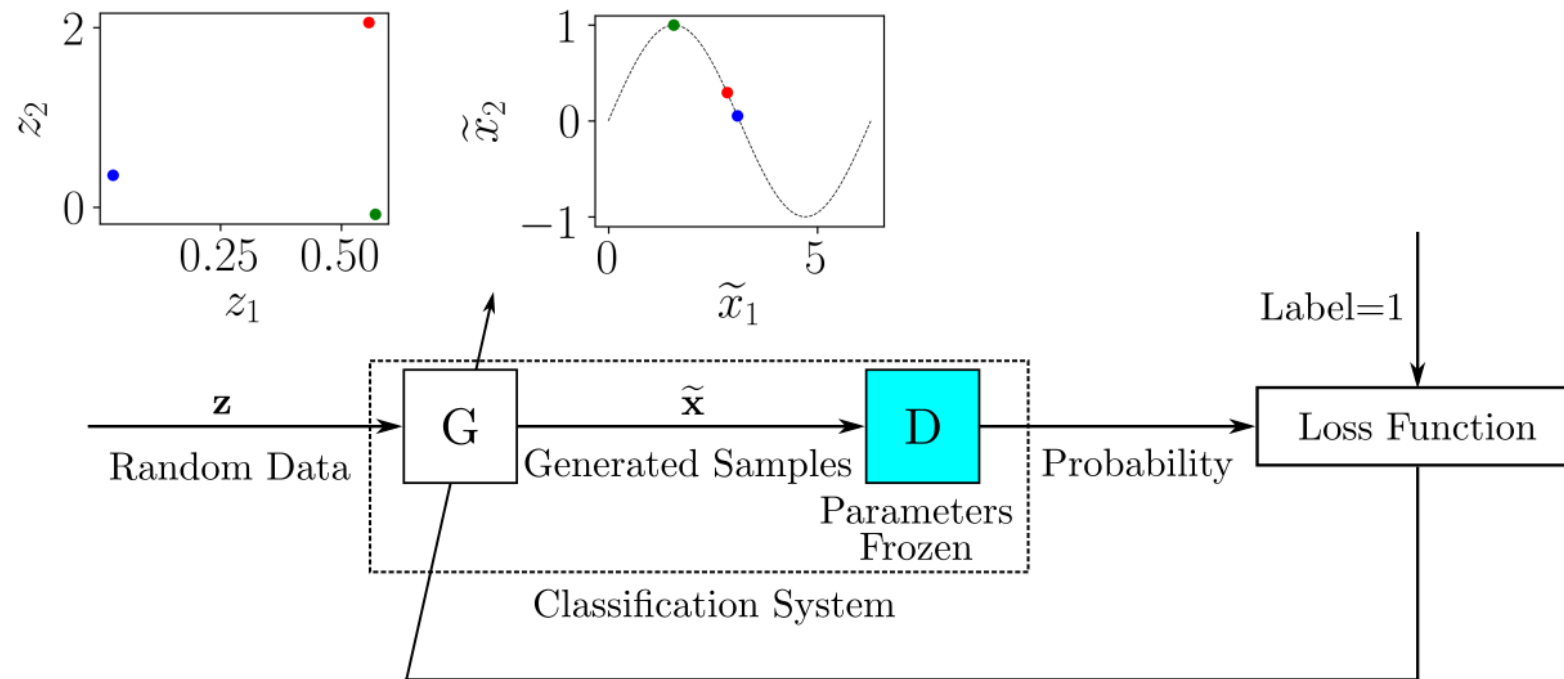 2
0
z₂
0.25 0.50
z₁
1
0
−1
x̃₂
0 5
x̃₁
Label=1
z
G
x̃
D
Loss Function
Random Data
Generated Samples
Probability
Parameters
Frozen
Classification System